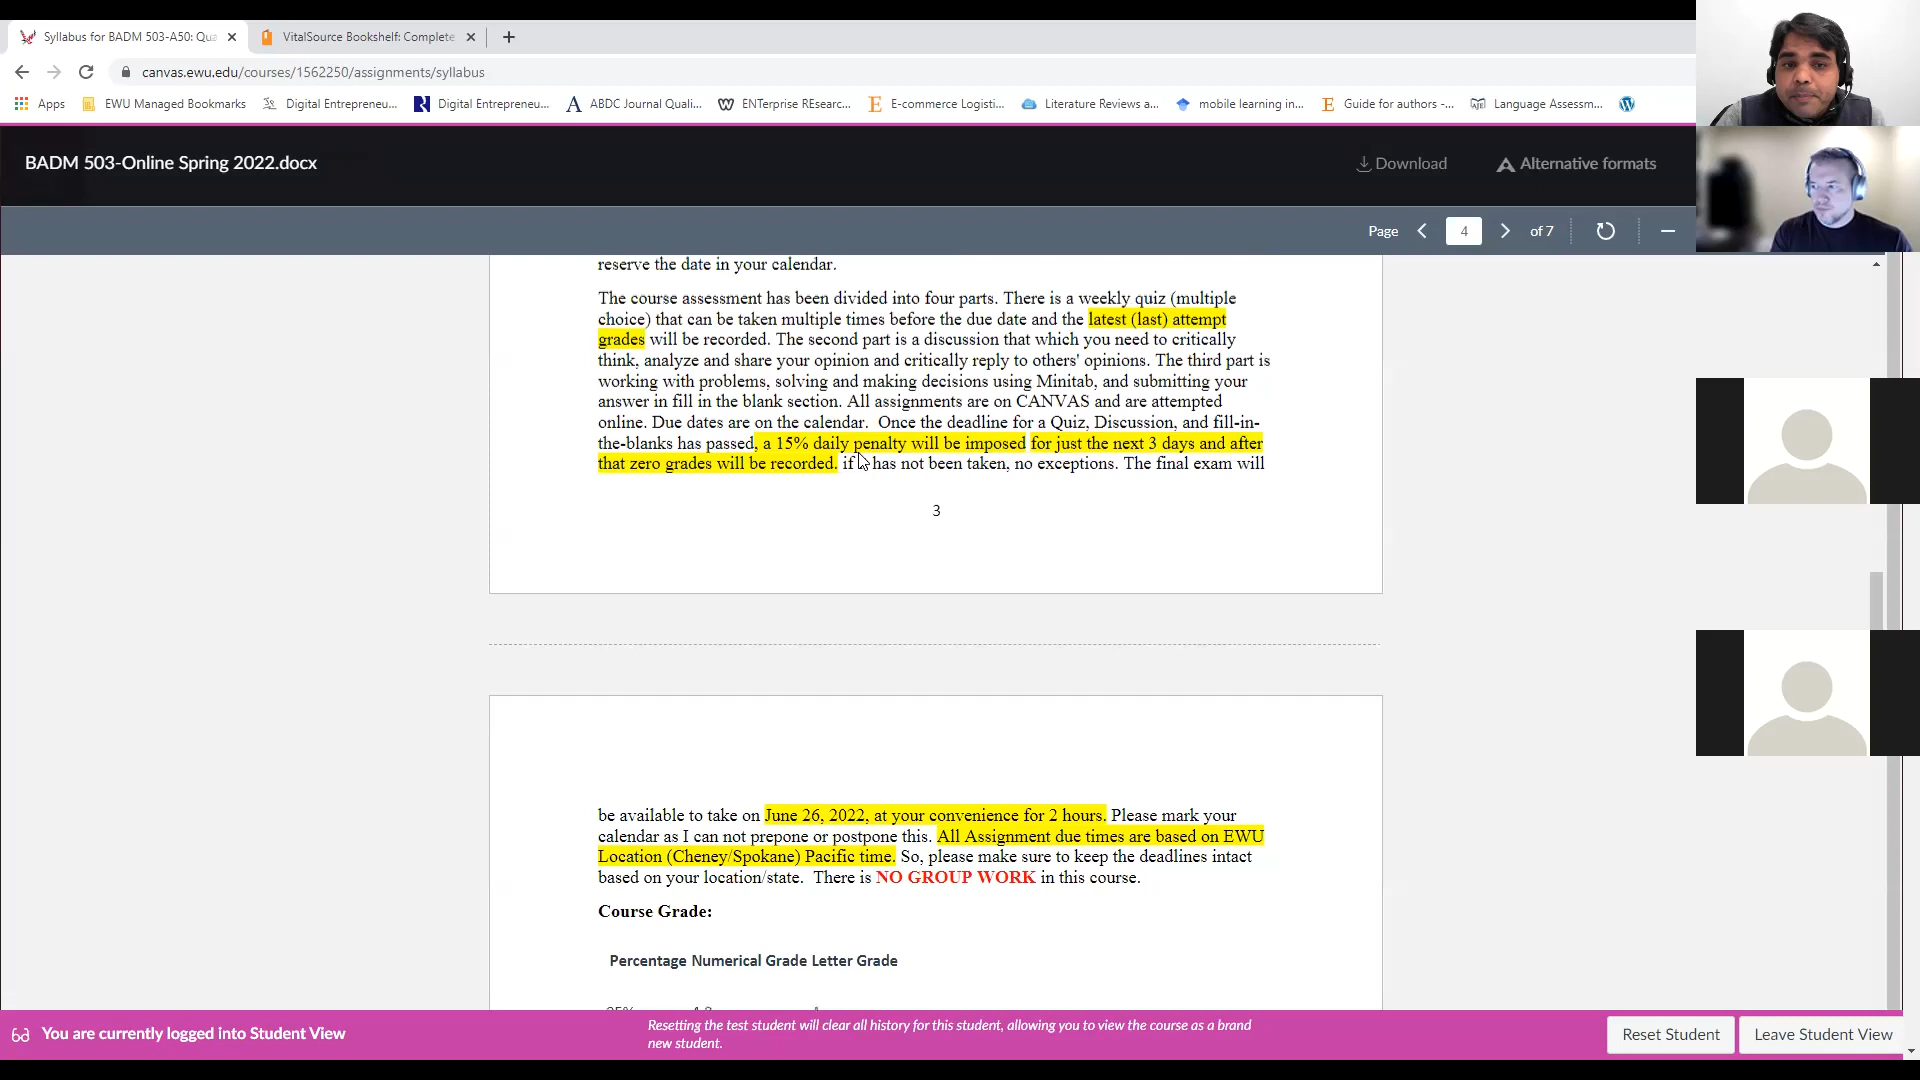 Syllabus for BADM 503-A50: Qua
VitalSource Bookshelf: Complete
canvas.ewu.edu/courses/1562250/assignments/syllabus
Apps
EWU Managed Bookmarks
Digital Entrepreneu...
Digital Entrepreneu...
ABDC Journal Quali...
ENTerprise REsearc...
E-commerce Logisti...
Literature Reviews a...
mobile learning in...
Guide for authors -...
Language Assessm...
BADM 503-Online Spring 2022.docx
Download
Alternative formats
Page
4
of 7
reserve the date in your calendar.
The course assessment has been divided into four parts. There is a weekly quiz (multiple
choice) that can be taken multiple times before the due date and the latest (last) attempt
grades will be recorded. The second part is a discussion that which you need to critically
think, analyze and share your opinion and critically reply to others' opinions. The third part is
working with problems, solving and making decisions using Minitab, and submitting your
answer in fill in the blank section. All assignments are on CANVAS and are attempted
online. Due dates are on the calendar. Once the deadline for a Quiz, Discussion, and fill-in-
the-blanks has passed, a 15% daily penalty will be imposed for just the next 3 days and after
that zero grades will be recorded. if has not been taken, no exceptions. The final exam will
3
be available to take on June 26, 2022, at your convenience for 2 hours. Please mark your
calendar as I can not prepone or postpone this. All Assignment due times are based on EWU
Location (Cheney/Spokane) Pacific time. So, please make sure to keep the deadlines intact
based on your location/state. There is NO GROUP WORK in this course.
Course Grade:
Percentage Numerical Grade Letter Grade
You are currently logged into Student View
Resetting the test student will clear all history for this student, allowing you to view the course as a brand
new student.
Reset Student
Leave Student View